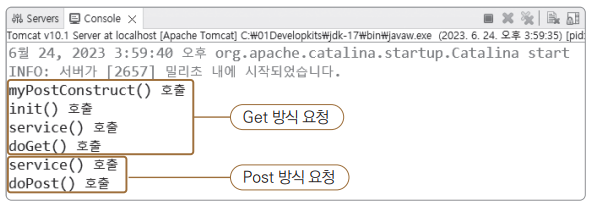 Servers Console
Tomcat v10.1 Server at localhost [Apache Tomcat] C:₩01Developkits₩jdk-17₩bin₩javaw.exe (2023. 6. 24. 오후 3:59:35) [pid:
6월 24, 2023 3:59:40 오후 org.apache.catalina.startup.Catalina start
INFO: 서버가 [2657] 밀리초 내에 시작되었습니다.
myPostConstruct() 호출
init() 호출
service() 호출
doGet() 호출
Get 방식 요청
service() 호출
doPost() 호출
Post 방식 요청